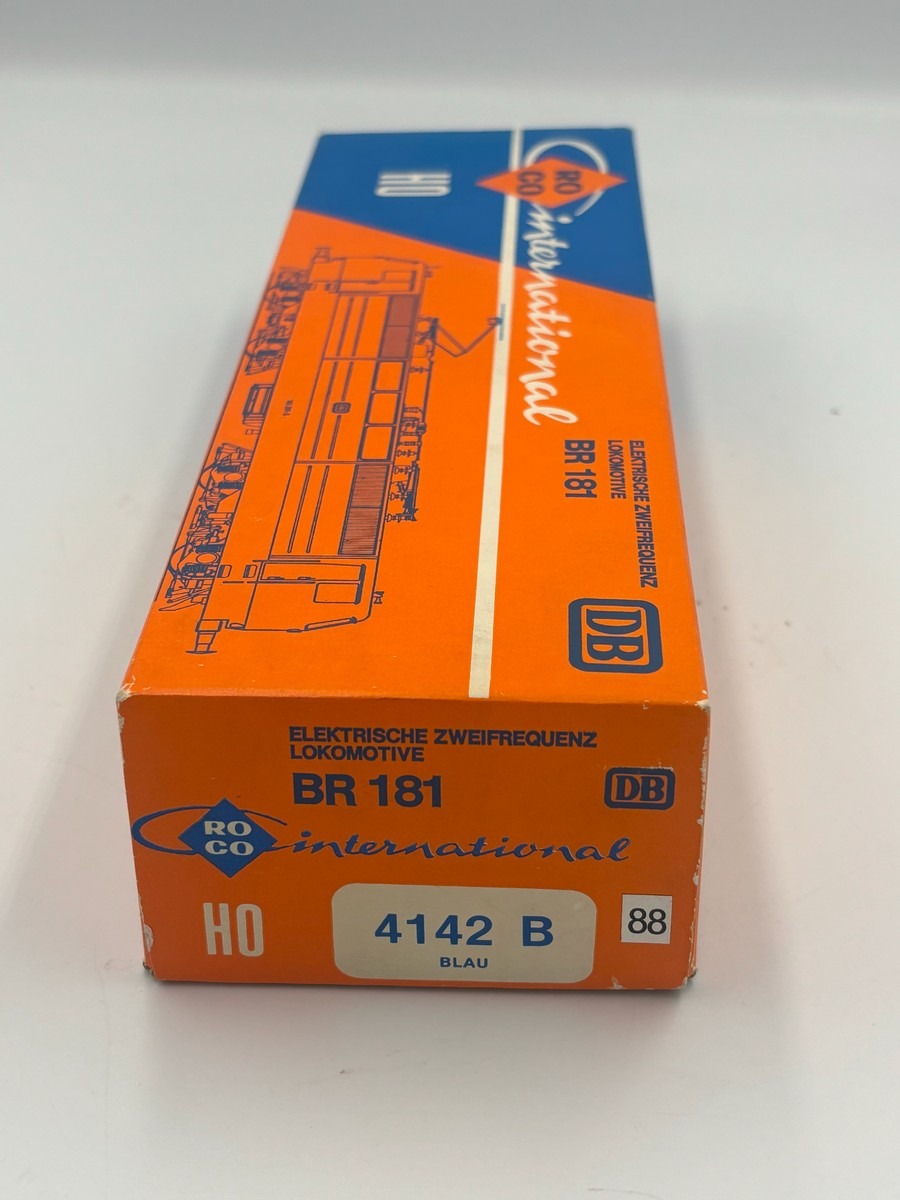 HO
RO
CO
international
ELEKTRISCHE ZWEIFREQUENZ
LOKOMOTIVE
BR 181
DB
ELEKTRISCHE ZWEIFREQUENZ
LOKOMOTIVE
BR 181
DB
RO
CO
international
HO
4142 B
BLAU
88